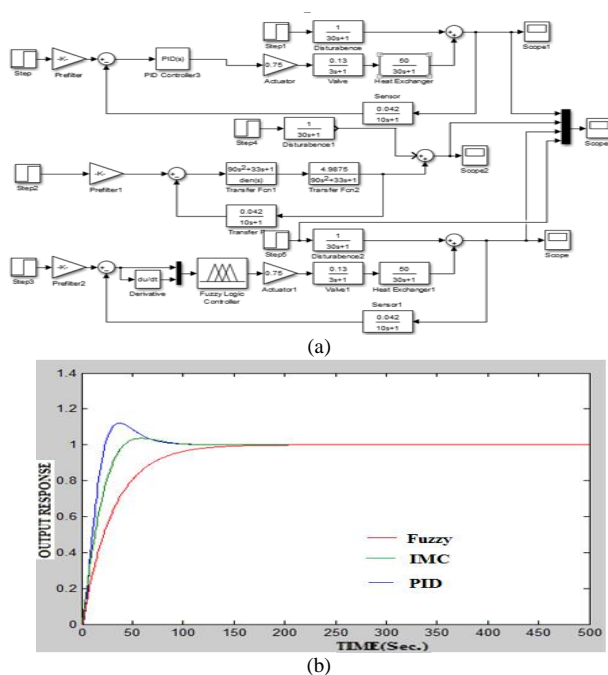 Step1
1
30s+1
Disturabence
Scope1
Step
-K-
Prefilter
PID(s)
PID Controller3
0.75
Actuator
0.13
3s+1
Valve
50
30s+1
Heat Exchanger
Sensor
0.042
10s+1
Step4
1
30s+1
Disturabence1
Scope
Scope2
Step2
-K-
Prefilter1
90s²+33s+1
den(s)
Transfer Fcn1
4.9875
90s²+33s+1
Transfer Fcn2
0.042
10s+1
Transfer F
Step5
1
30s+1
Disturabence2
Scope
Step3
-K-
Prefilter2
du/dt
Derivative
Fuzzy Logic
Controller
0.75
Actuator1
0.13
3s+1
Valve1
50
30s+1
Heat Exchanger1
Sensor1
0.042
10s+1
(a)
1.4
1.2
1
0.8
0.6
0.4
0.2
0
OUTPUT RESPONSE
Fuzzy
IMC
PID
0 50 100 150 200 250 300 350 400 450 500
TIME(Sec.)
(b)